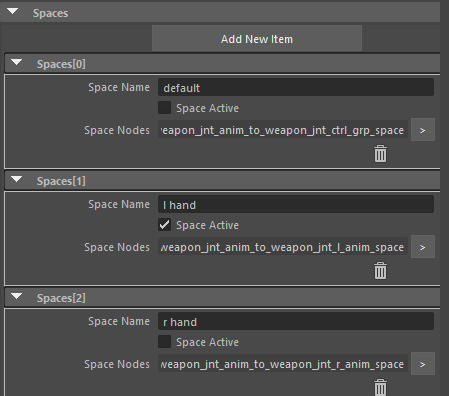 Spaces
Add New Item
Spaces[0]
Space Name default
Space Active
Space Nodes eapon_jnt_anim_to_weapon_jnt_ctrl_grp_space >
Spaces[1]
Space Name l hand
Space Active
Space Nodes weapon_jnt_anim_to_weapon_jnt_l_anim_space >
Spaces[2]
Space Name r hand
Space Active
Space Nodes weapon_jnt_anim_to_weapon_jnt_r_anim_space >